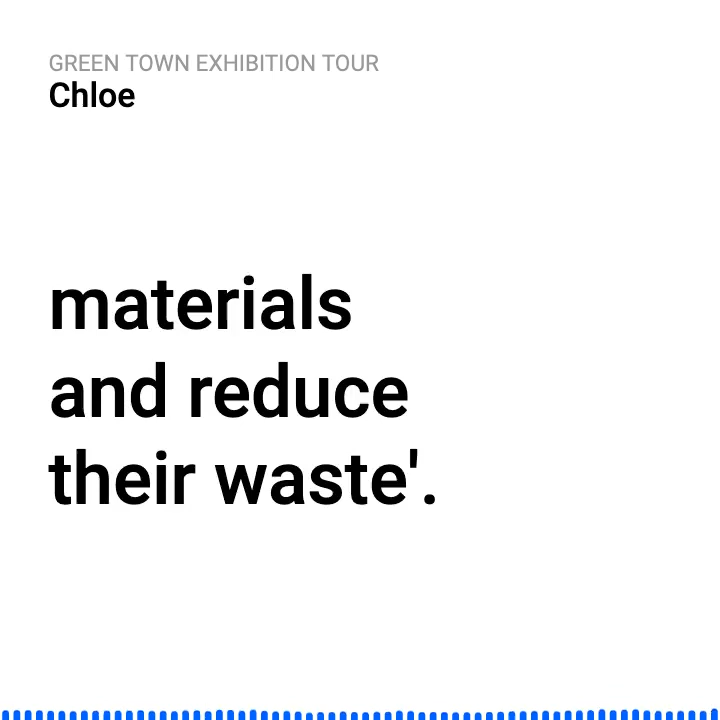 GREEN TOWN EXHIBITION TOUR
Chloe
materials
and reduce
their waste'.